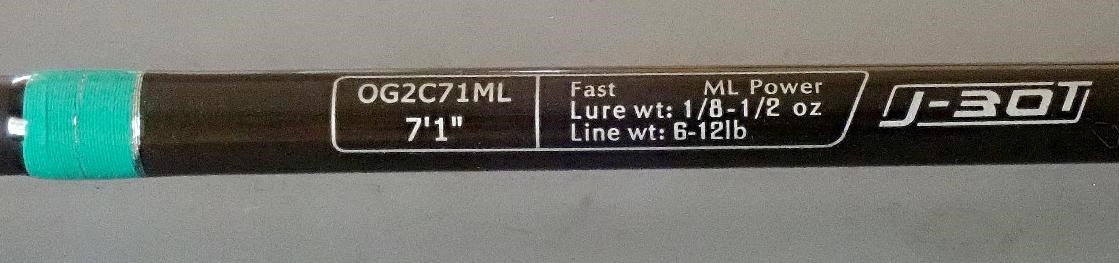 OG2C71ML
7'1"
Fast ML Power
Lure wt: 1/8-1/2 oz
Line wt: 6-12lb
J-30T